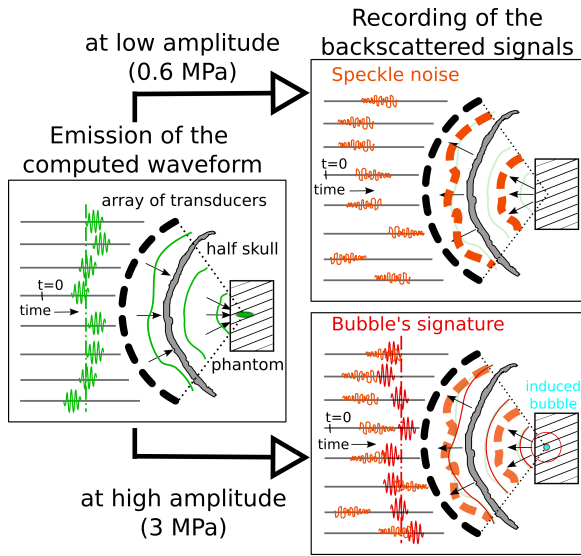 at low amplitude
(0.6 MPa)
Recording of the
backscattered signals
Speckle noise
t=0
time
Emission of the
computed waveform
array of transducers
half skull
t=0
time
phantom
Bubble's signature
induced
bubble
t=0
time
at high amplitude
(3 MPa)